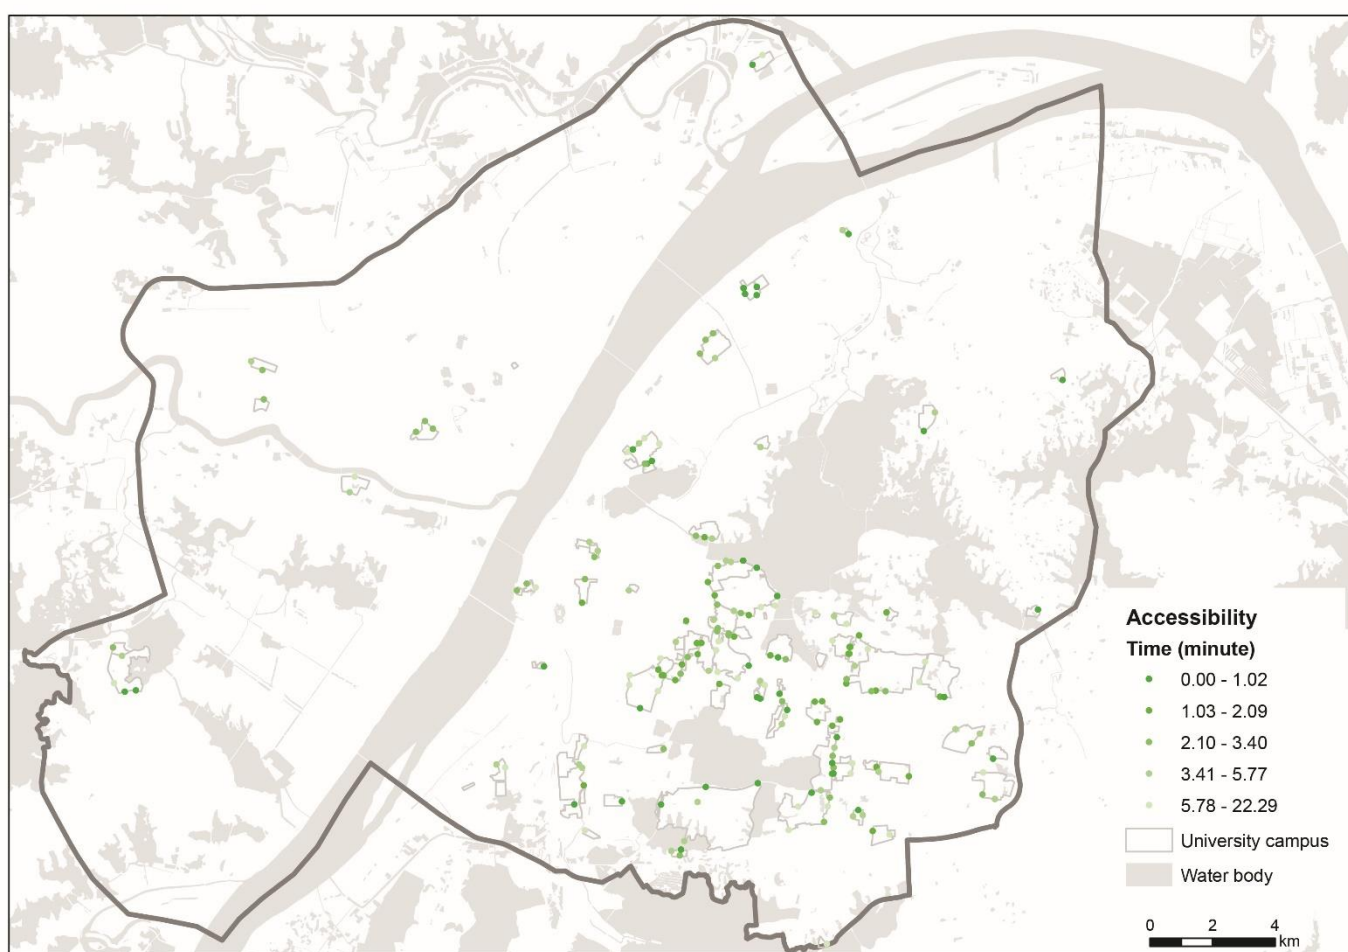 Accessibility
Time (minute)
0.00 - 1.02
1.03 - 2.09
2.10 - 3.40
3.41 - 5.77
5.78 - 22.29
University campus
Water body
0 2 4
km